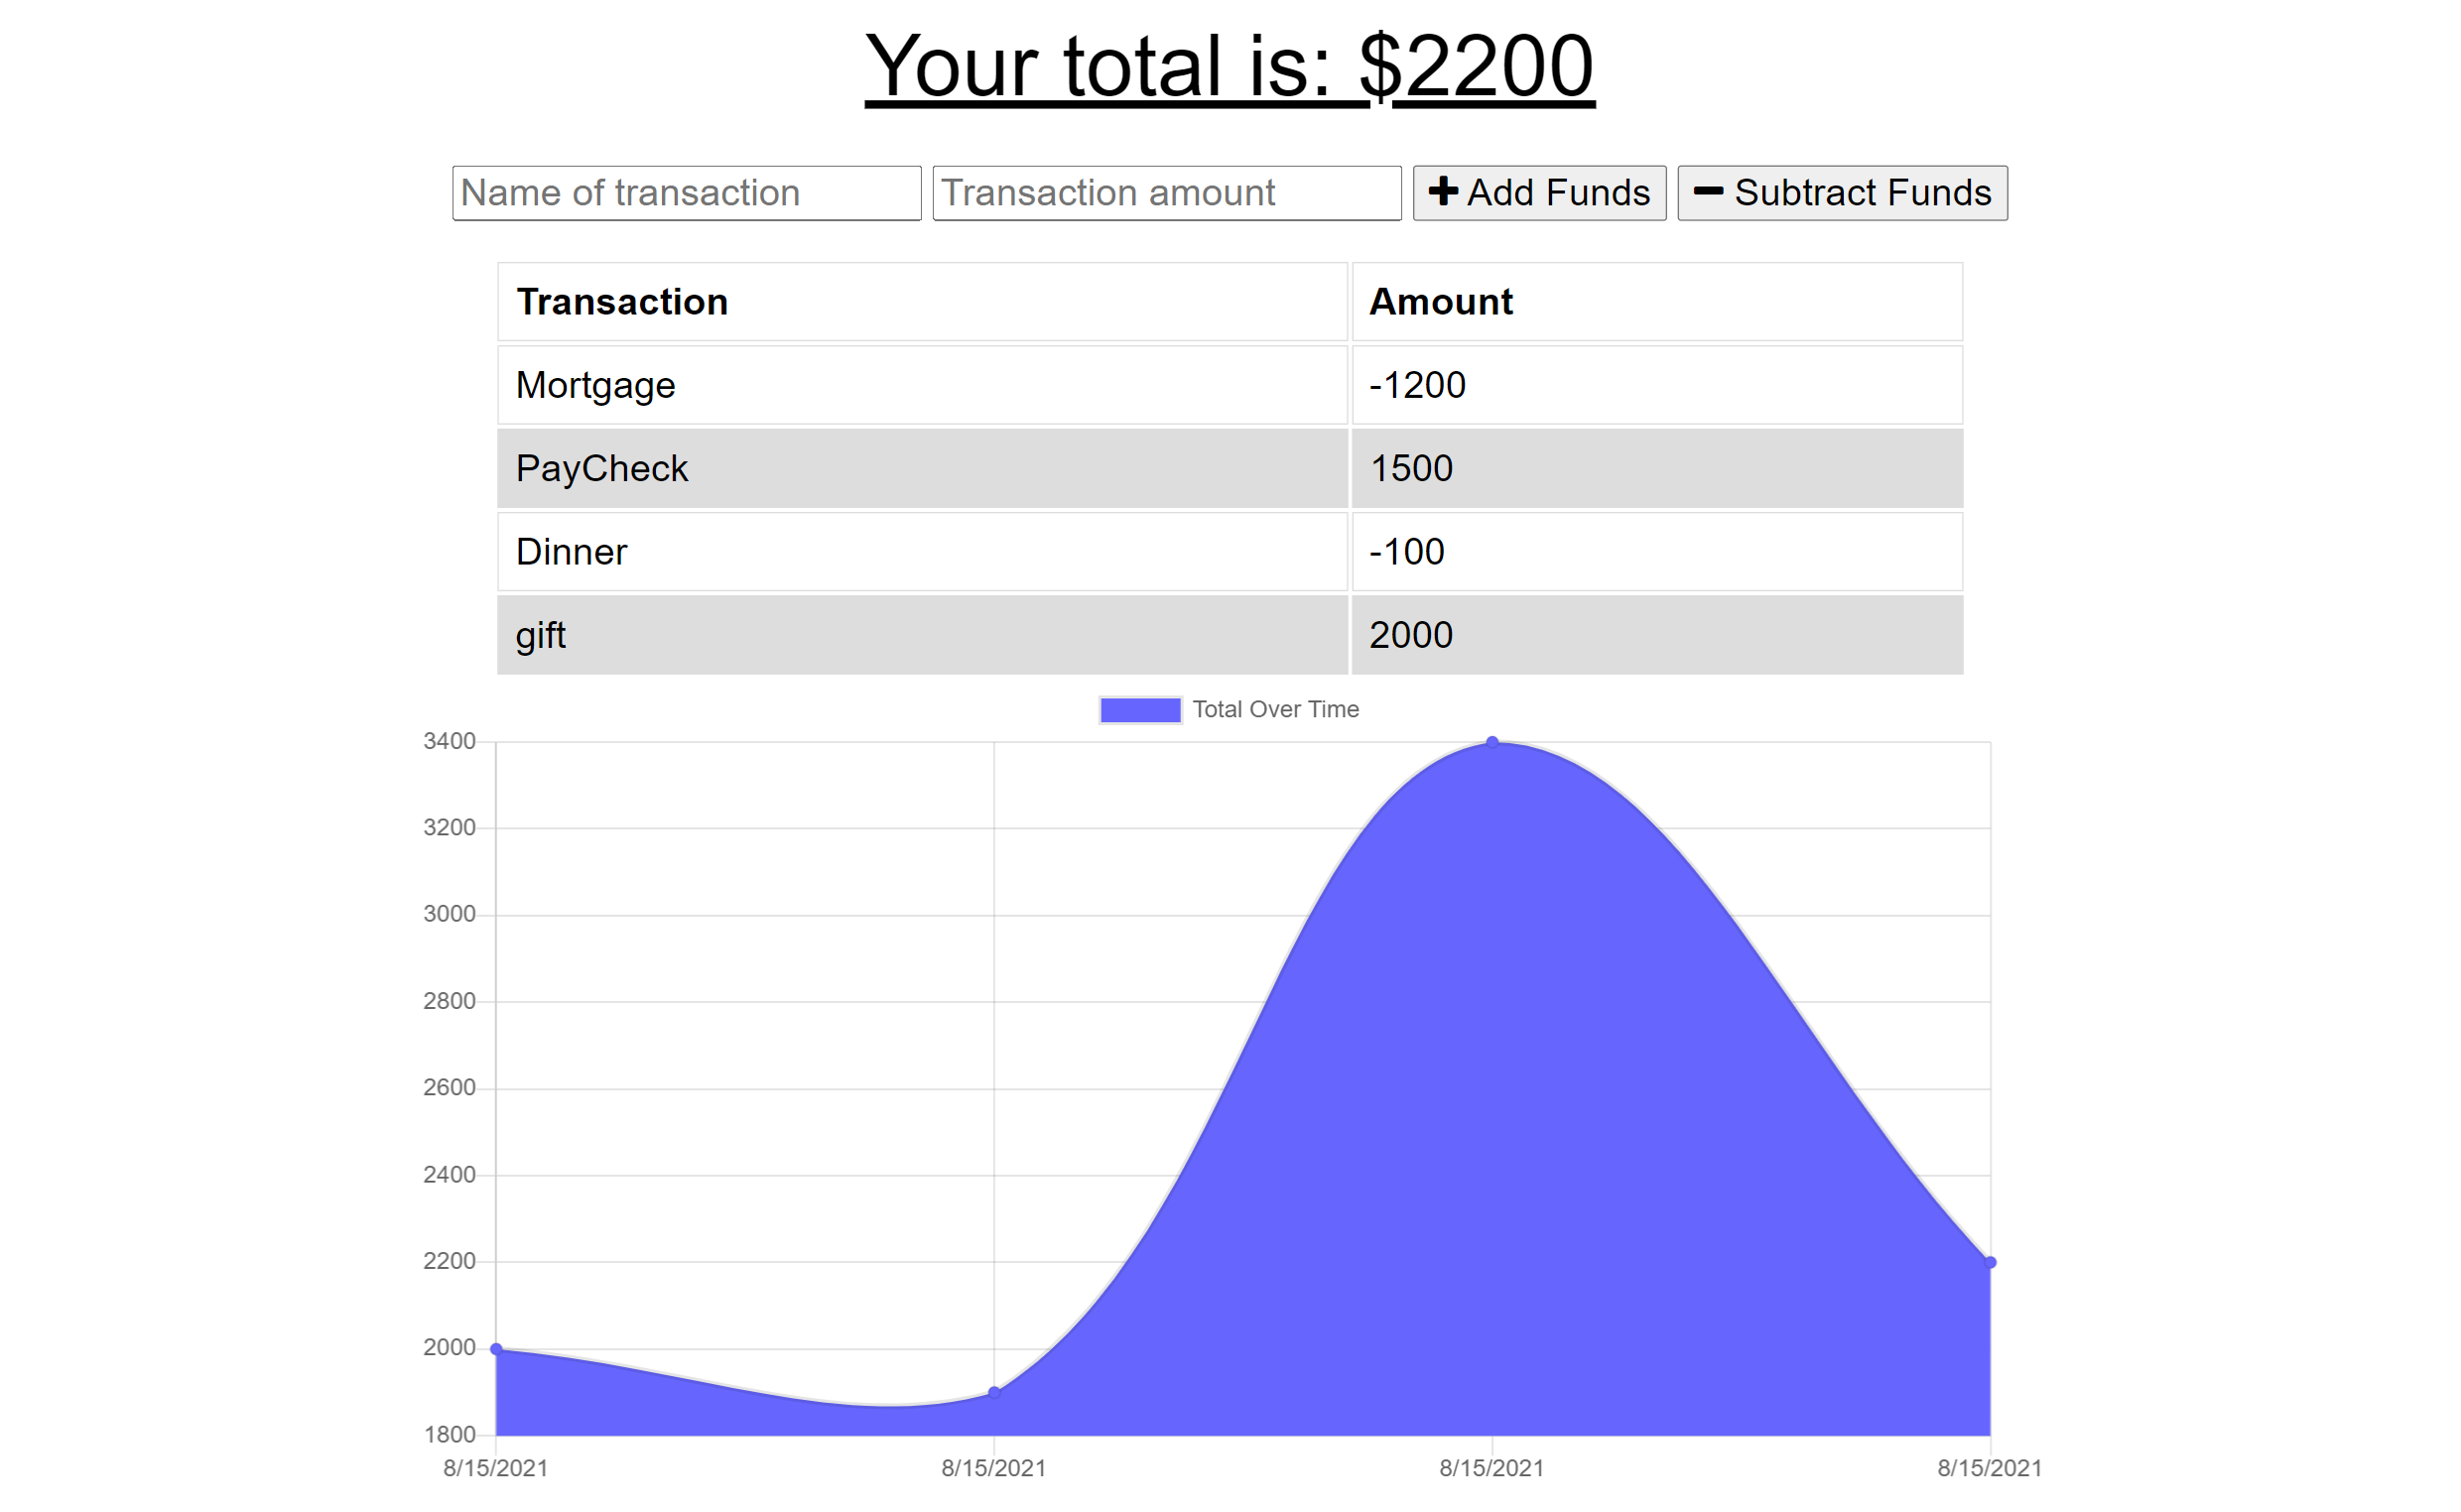 Your total is: $2200
Name of transaction Transaction amount Add Funds Subtract Funds
Transaction Amount
Mortgage -1200
PayCheck 1500
Dinner -100
gift 2000
Total Over Time
3400
3200
3000
2800
2600
2400
2200
2000
1800
8/15/2021 8/15/2021 8/15/2021 8/15/2021